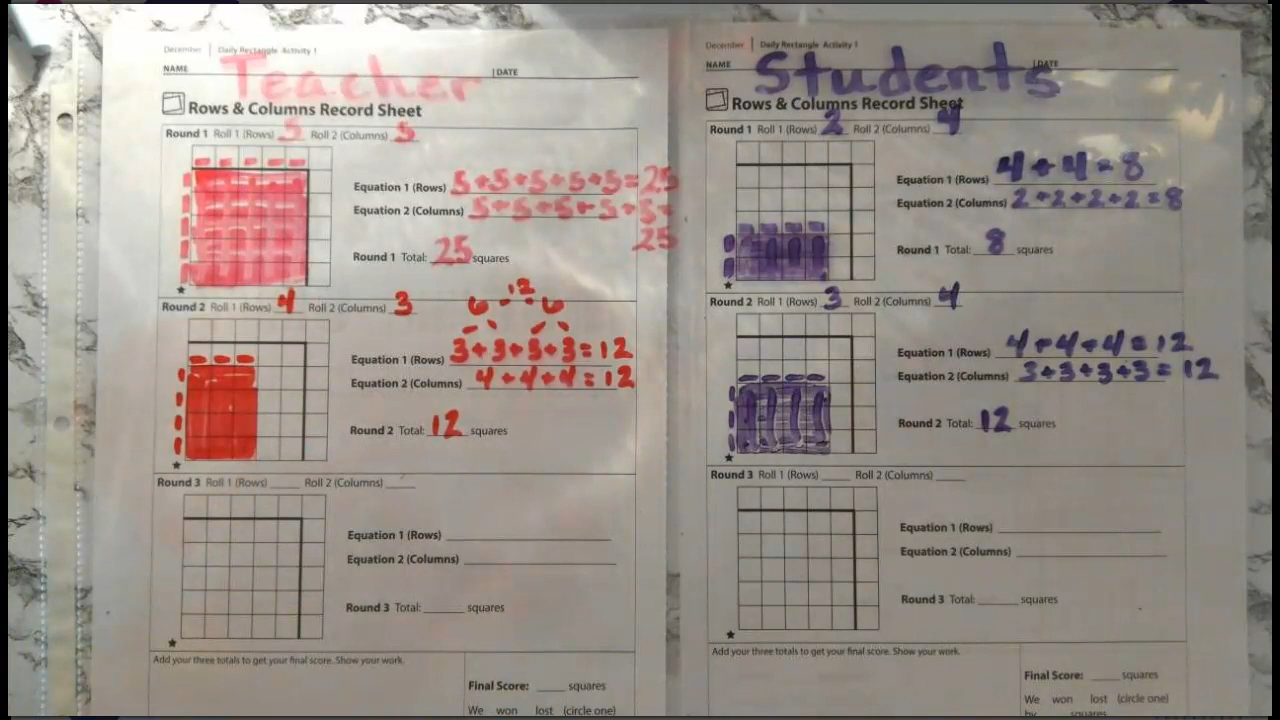 December | Daily Rectangle Activity 1
NAME Teacher | DATE
Rows & Columns Record Sheet
Round 1 Roll 1 (Rows) 5 Roll 2 (Columns) 5
Equation 1 (Rows) 5+5+5+5+5=25
Equation 2 (Columns) 5+5+5+5+5=
25
Round 1 Total: 25 squares
Round 2 Roll 1 (Rows) 4 Roll 2 (Columns) 3
12
6 6
Equation 1 (Rows) 3+3+3+3=12
Equation 2 (Columns) 4+4+4=12
Round 2 Total: 12 squares
Round 3 Roll 1 (Rows) Roll 2 (Columns)
Equation 1 (Rows)
Equation 2 (Columns)
Round 3 Total: squares
Add your three totals to get your final score. Show your work.
Final Score: squares
We won lost (circle one)
December | Daily Rectangle Activity 1
NAME Students | DATE
Rows & Columns Record Sheet
Round 1 Roll 1 (Rows) 2 Roll 2 (Columns) 4
Equation 1 (Rows) 4+4=8
Equation 2 (Columns) 2+2+2+2=8
Round 1 Total: 8 squares
Round 2 Roll 1 (Rows) 3 Roll 2 (Columns) 4
Equation 1 (Rows) 4+4+4=12
Equation 2 (Columns) 3+3+3+3=12
Round 2 Total: 12 squares
Round 3 Roll 1 (Rows) Roll 2 (Columns)
Equation 1 (Rows)
Equation 2 (Columns)
Round 3 Total: squares
Add your three totals to get your final score. Show your work.
Final Score: squares
We won lost (circle one)
by squares